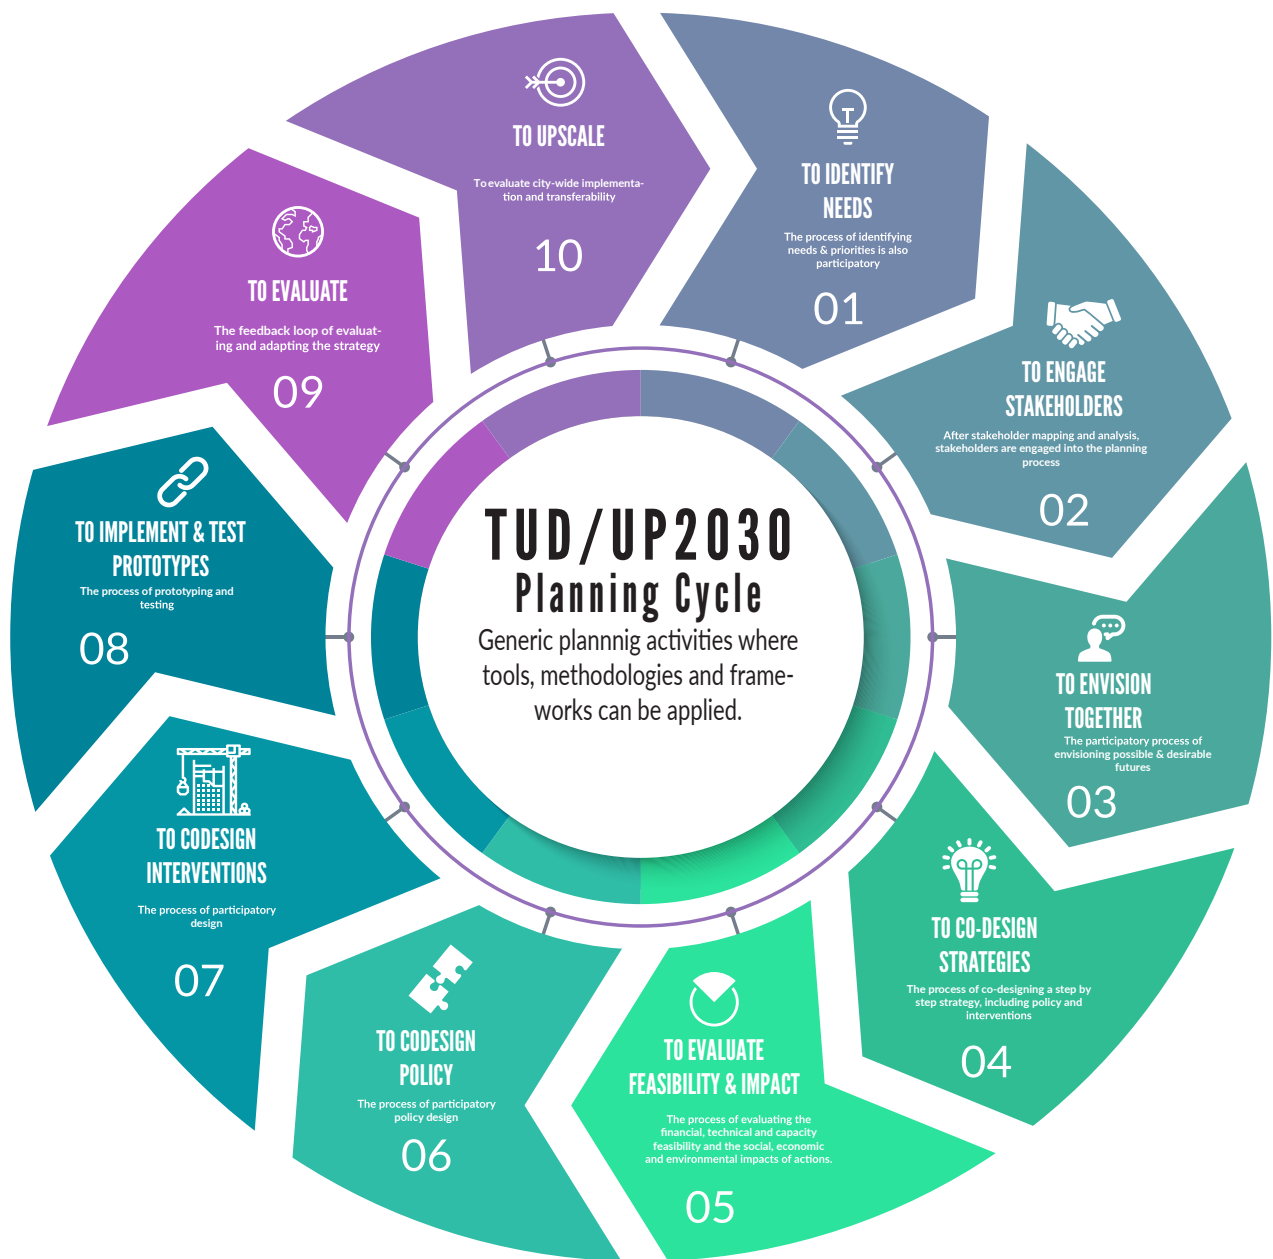 TUD/UP2030
Planning Cycle
Generic plannnig activities where
tools, methodologies and frame-
works can be applied.
TO IDENTIFY
NEEDS
The process of identifying
needs & priorities is also
participatory
01
TO ENGAGE
STAKEHOLDERS
After stakeholder mapping and analysis,
stakeholders are engaged into the planning
process
02
TO ENVISION
TOGETHER
The participatory process of
envisioning possible & desirable
futures
03
TO CO-DESIGN
STRATEGIES
The process of co-designing a step by
step strategy, including policy and
interventions
04
TO EVALUATE
FEASIBILITY & IMPACT
The process of evaluating the
financial, technical and capacity
feasibility and the social, economic
and environmental impacts of actions.
05
TO CODESIGN
POLICY
The process of participatory
policy design
06
TO CODESIGN
INTERVENTIONS
The process of participatory
design
07
TO IMPLEMENT & TEST
PROTOTYPES
The process of prototyping and
testing
08
TO EVALUATE
The feedback loop of evaluat-
ing and adapting the strategy
09
TO UPSCALE
To evaluate city-wide implementa-
tion and transferability
10